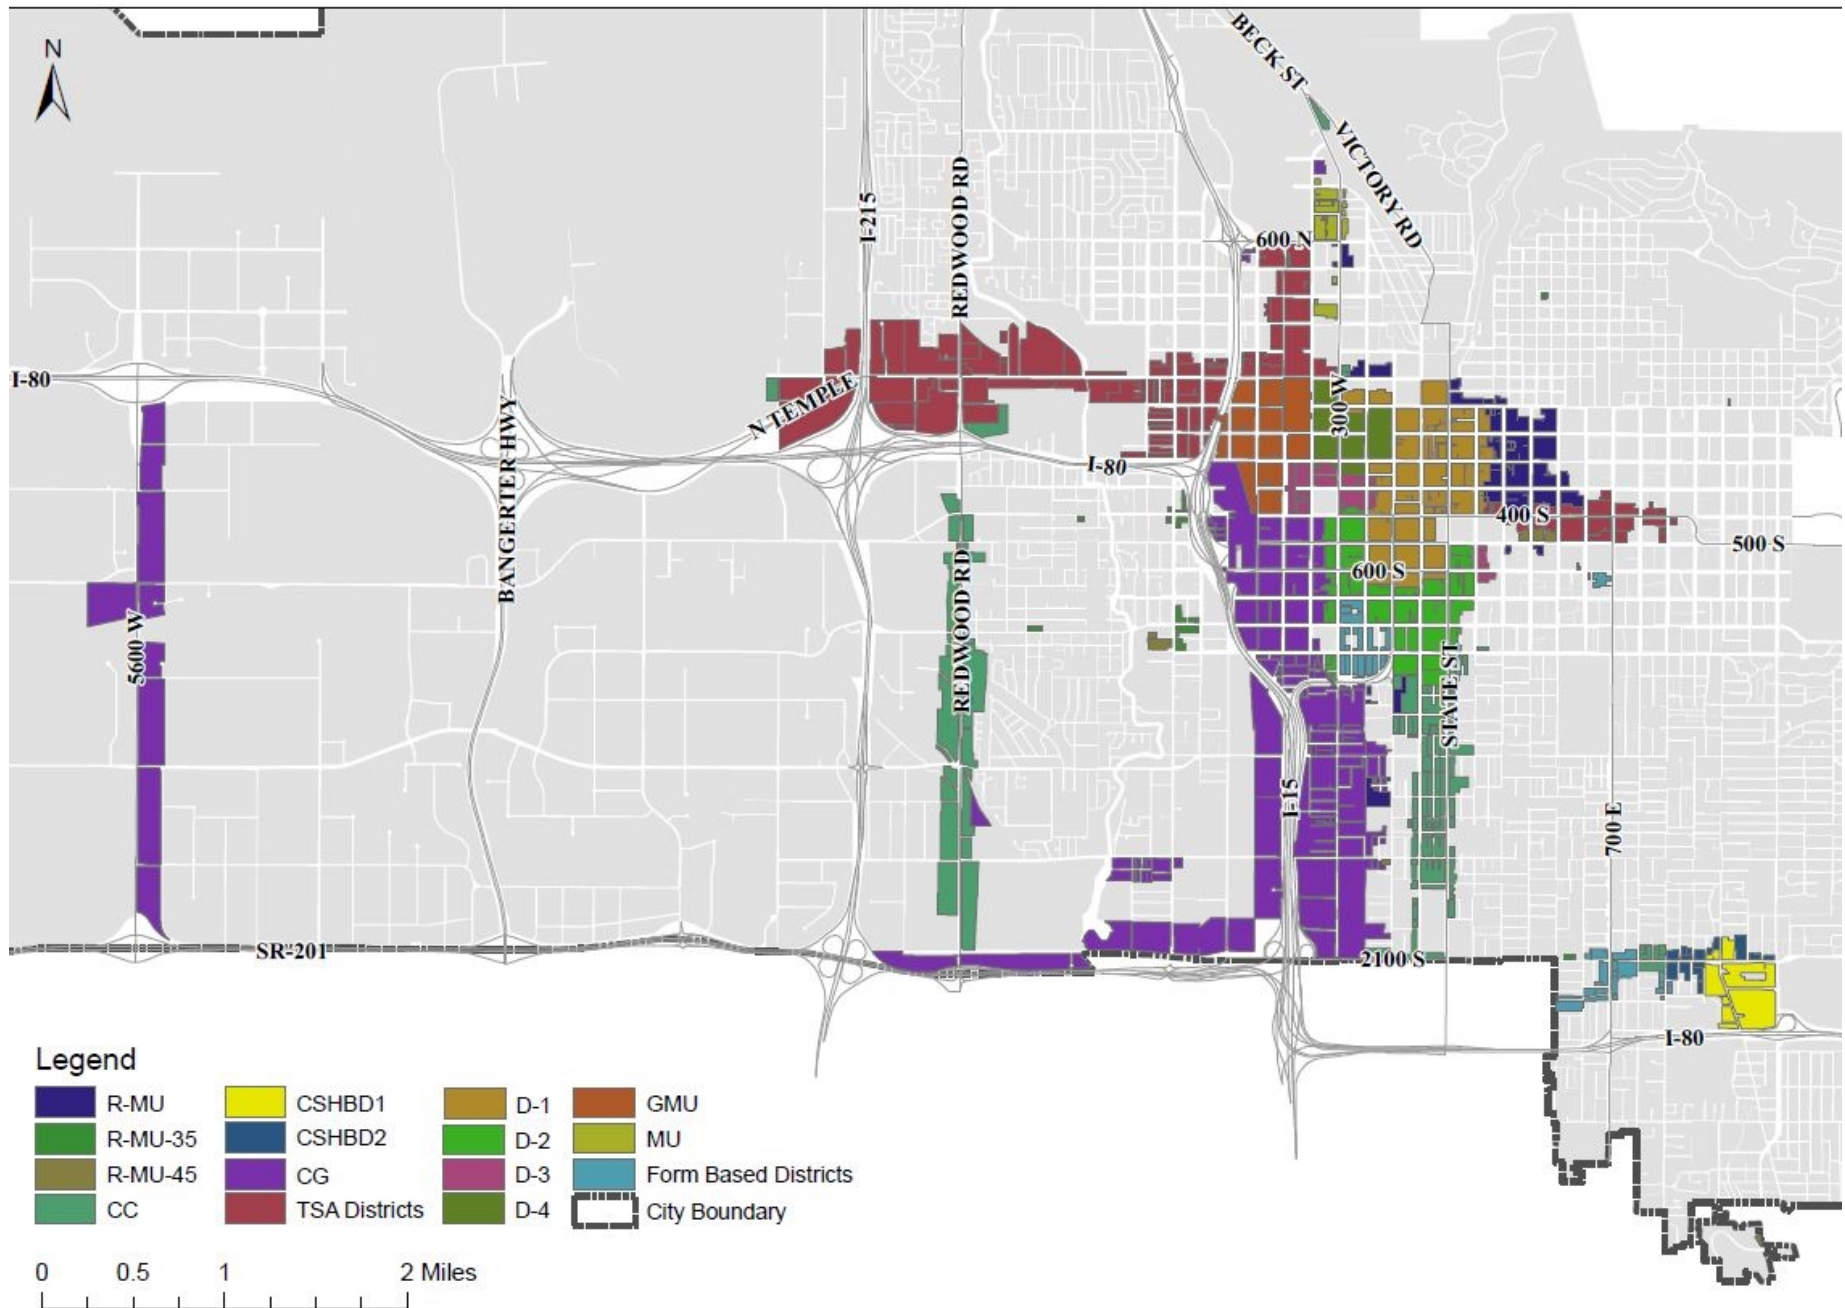 N
BECK ST
VICTORY RD
I-215
REDWOOD RD
600 N
I-80
N TEMPLE
300 W
BANGERTER HWY
I-80
400 S
500 S
5600 W
REDWOOD RD
600 S
STATE ST
I-15
700 E
SR-201
2100 S
I-80
Legend
R-MU
CSHBD1
D-1
GMU
R-MU-35
CSHBD2
D-2
MU
R-MU-45
CG
D-3
Form Based Districts
CC
TSA Districts
D-4
City Boundary
0 0.5 1 2 Miles